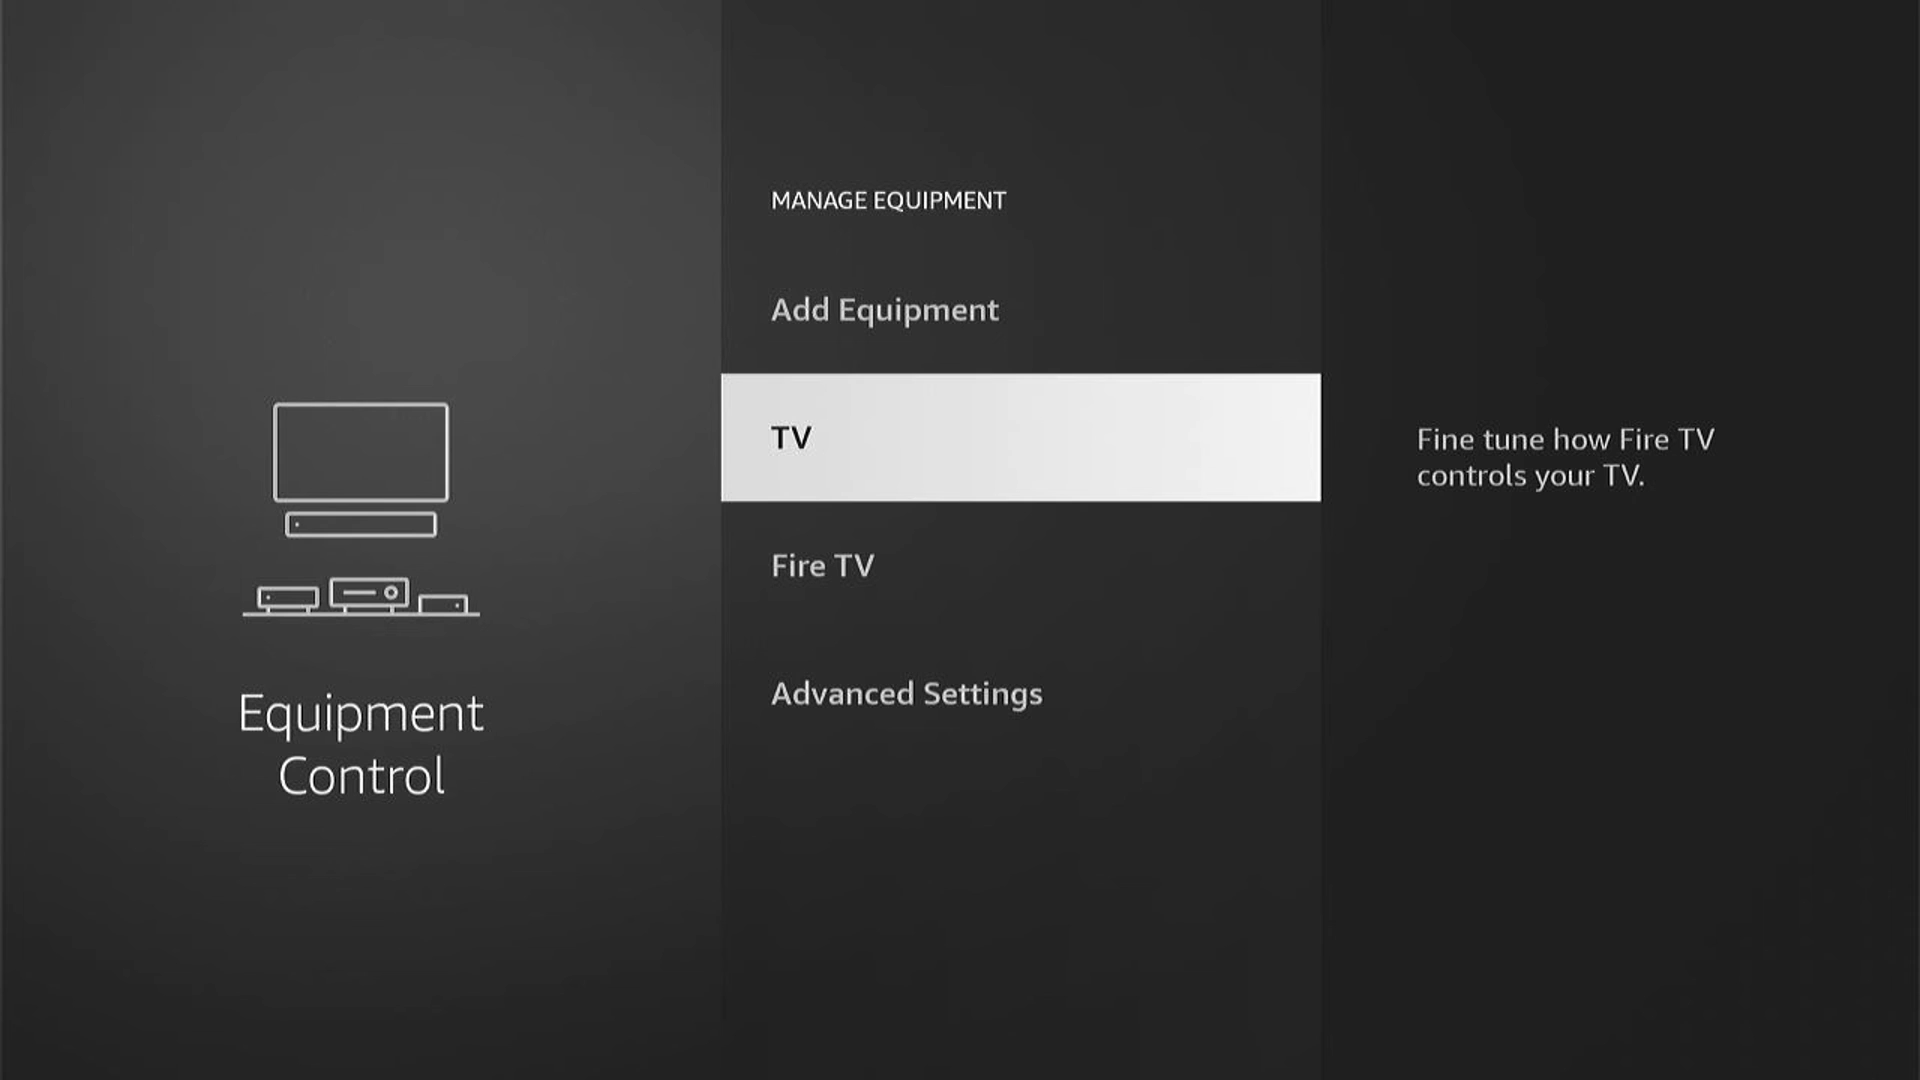 MANAGE EQUIPMENT
Add Equipment
TV
Fire TV
Advanced Settings
Equipment
Control
Fine tune how Fire TV
controls your TV.